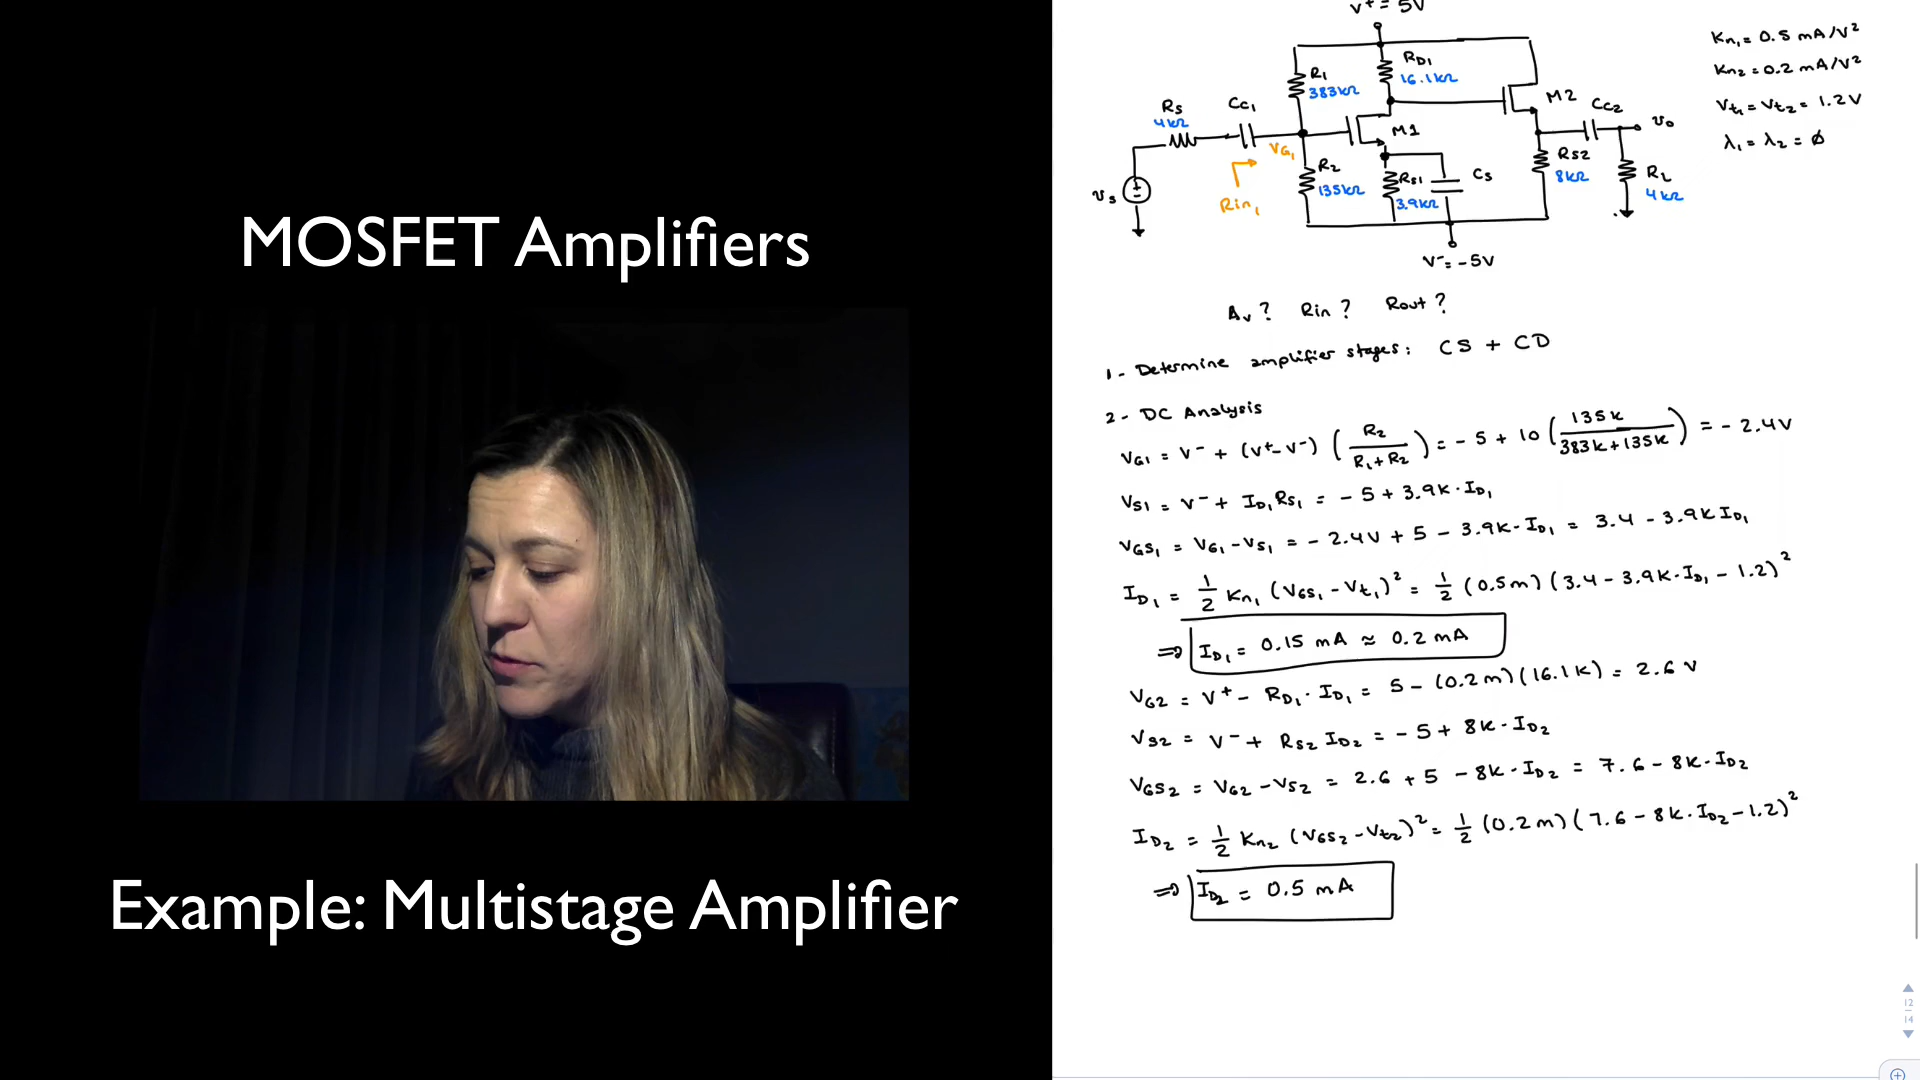 MOSFET Amplifiers
Example: Multistage Amplifier
V⁺ = 5V
R1
383kΩ
RD1
16.1kΩ
Rs
4kΩ
Cc1
VG1
Rin1
R2
135kΩ
M1
RS1
3.9kΩ
Cs
M2
Cc2
vo
RS2
8kΩ
RL
4kΩ
vs
V⁻= -5V
Kn1 = 0.5 mA/V²
Kn2 = 0.2 mA/V²
Vt1 = Vt2 = 1.2V
λ1 = λ2 = ∅
Av? Rin? Rout?
1- Determine amplifier stages: CS + CD
2- DC Analysis
VG1 = V⁻ + (V⁺-V⁻) (R2/(R1+R2)) = -5 + 10 (135k/(383k+135k)) = -2.4V
VS1 = V⁻ + ID1 RS1 = -5 + 3.9k·ID1
VGS1 = VG1 - VS1 = -2.4V + 5 - 3.9k·ID1 = 3.4 - 3.9k ID1
ID1 = 1/2 Kn1 (VGS1 - Vt1)² = 1/2 (0.5m) (3.4 - 3.9k·ID1 - 1.2)²
⇒ ID1 = 0.15 mA ≈ 0.2 mA
VG2 = V⁺ - RD1·ID1 = 5 - (0.2m)(16.1k) = 2.6 V
VS2 = V⁻ + RS2 ID2 = -5 + 8k·ID2
VGS2 = VG2 - VS2 = 2.6 + 5 - 8k·ID2 = 7.6 - 8k·ID2
ID2 = 1/2 Kn2 (VGS2 - Vt2)² = 1/2 (0.2m) (7.6 - 8k·ID2 - 1.2)²
⇒ ID2 = 0.5 mA
12
14